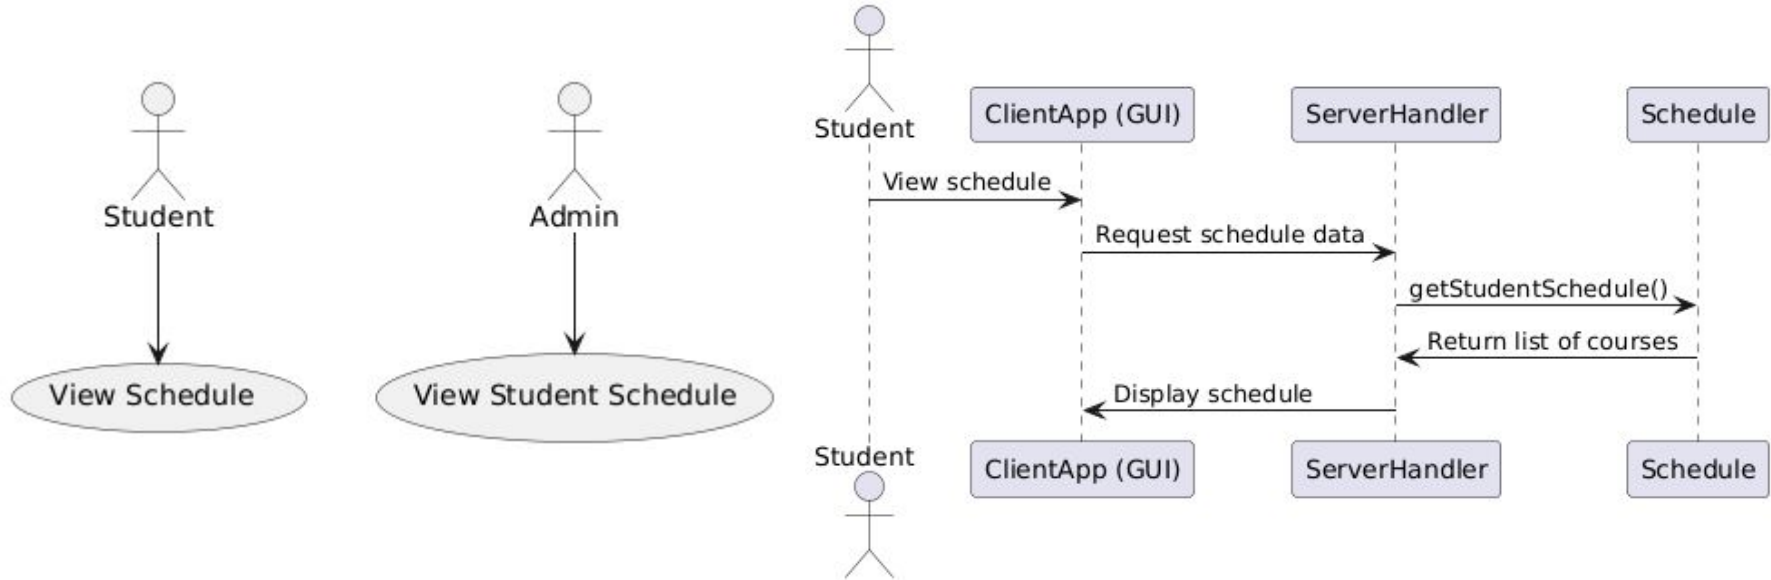 Student
View Schedule
Admin
View Student Schedule
Student
ClientApp (GUI)
ServerHandler
Schedule
View schedule
Request schedule data
getStudentSchedule()
Return list of courses
Display schedule
Student
ClientApp (GUI)
ServerHandler
Schedule